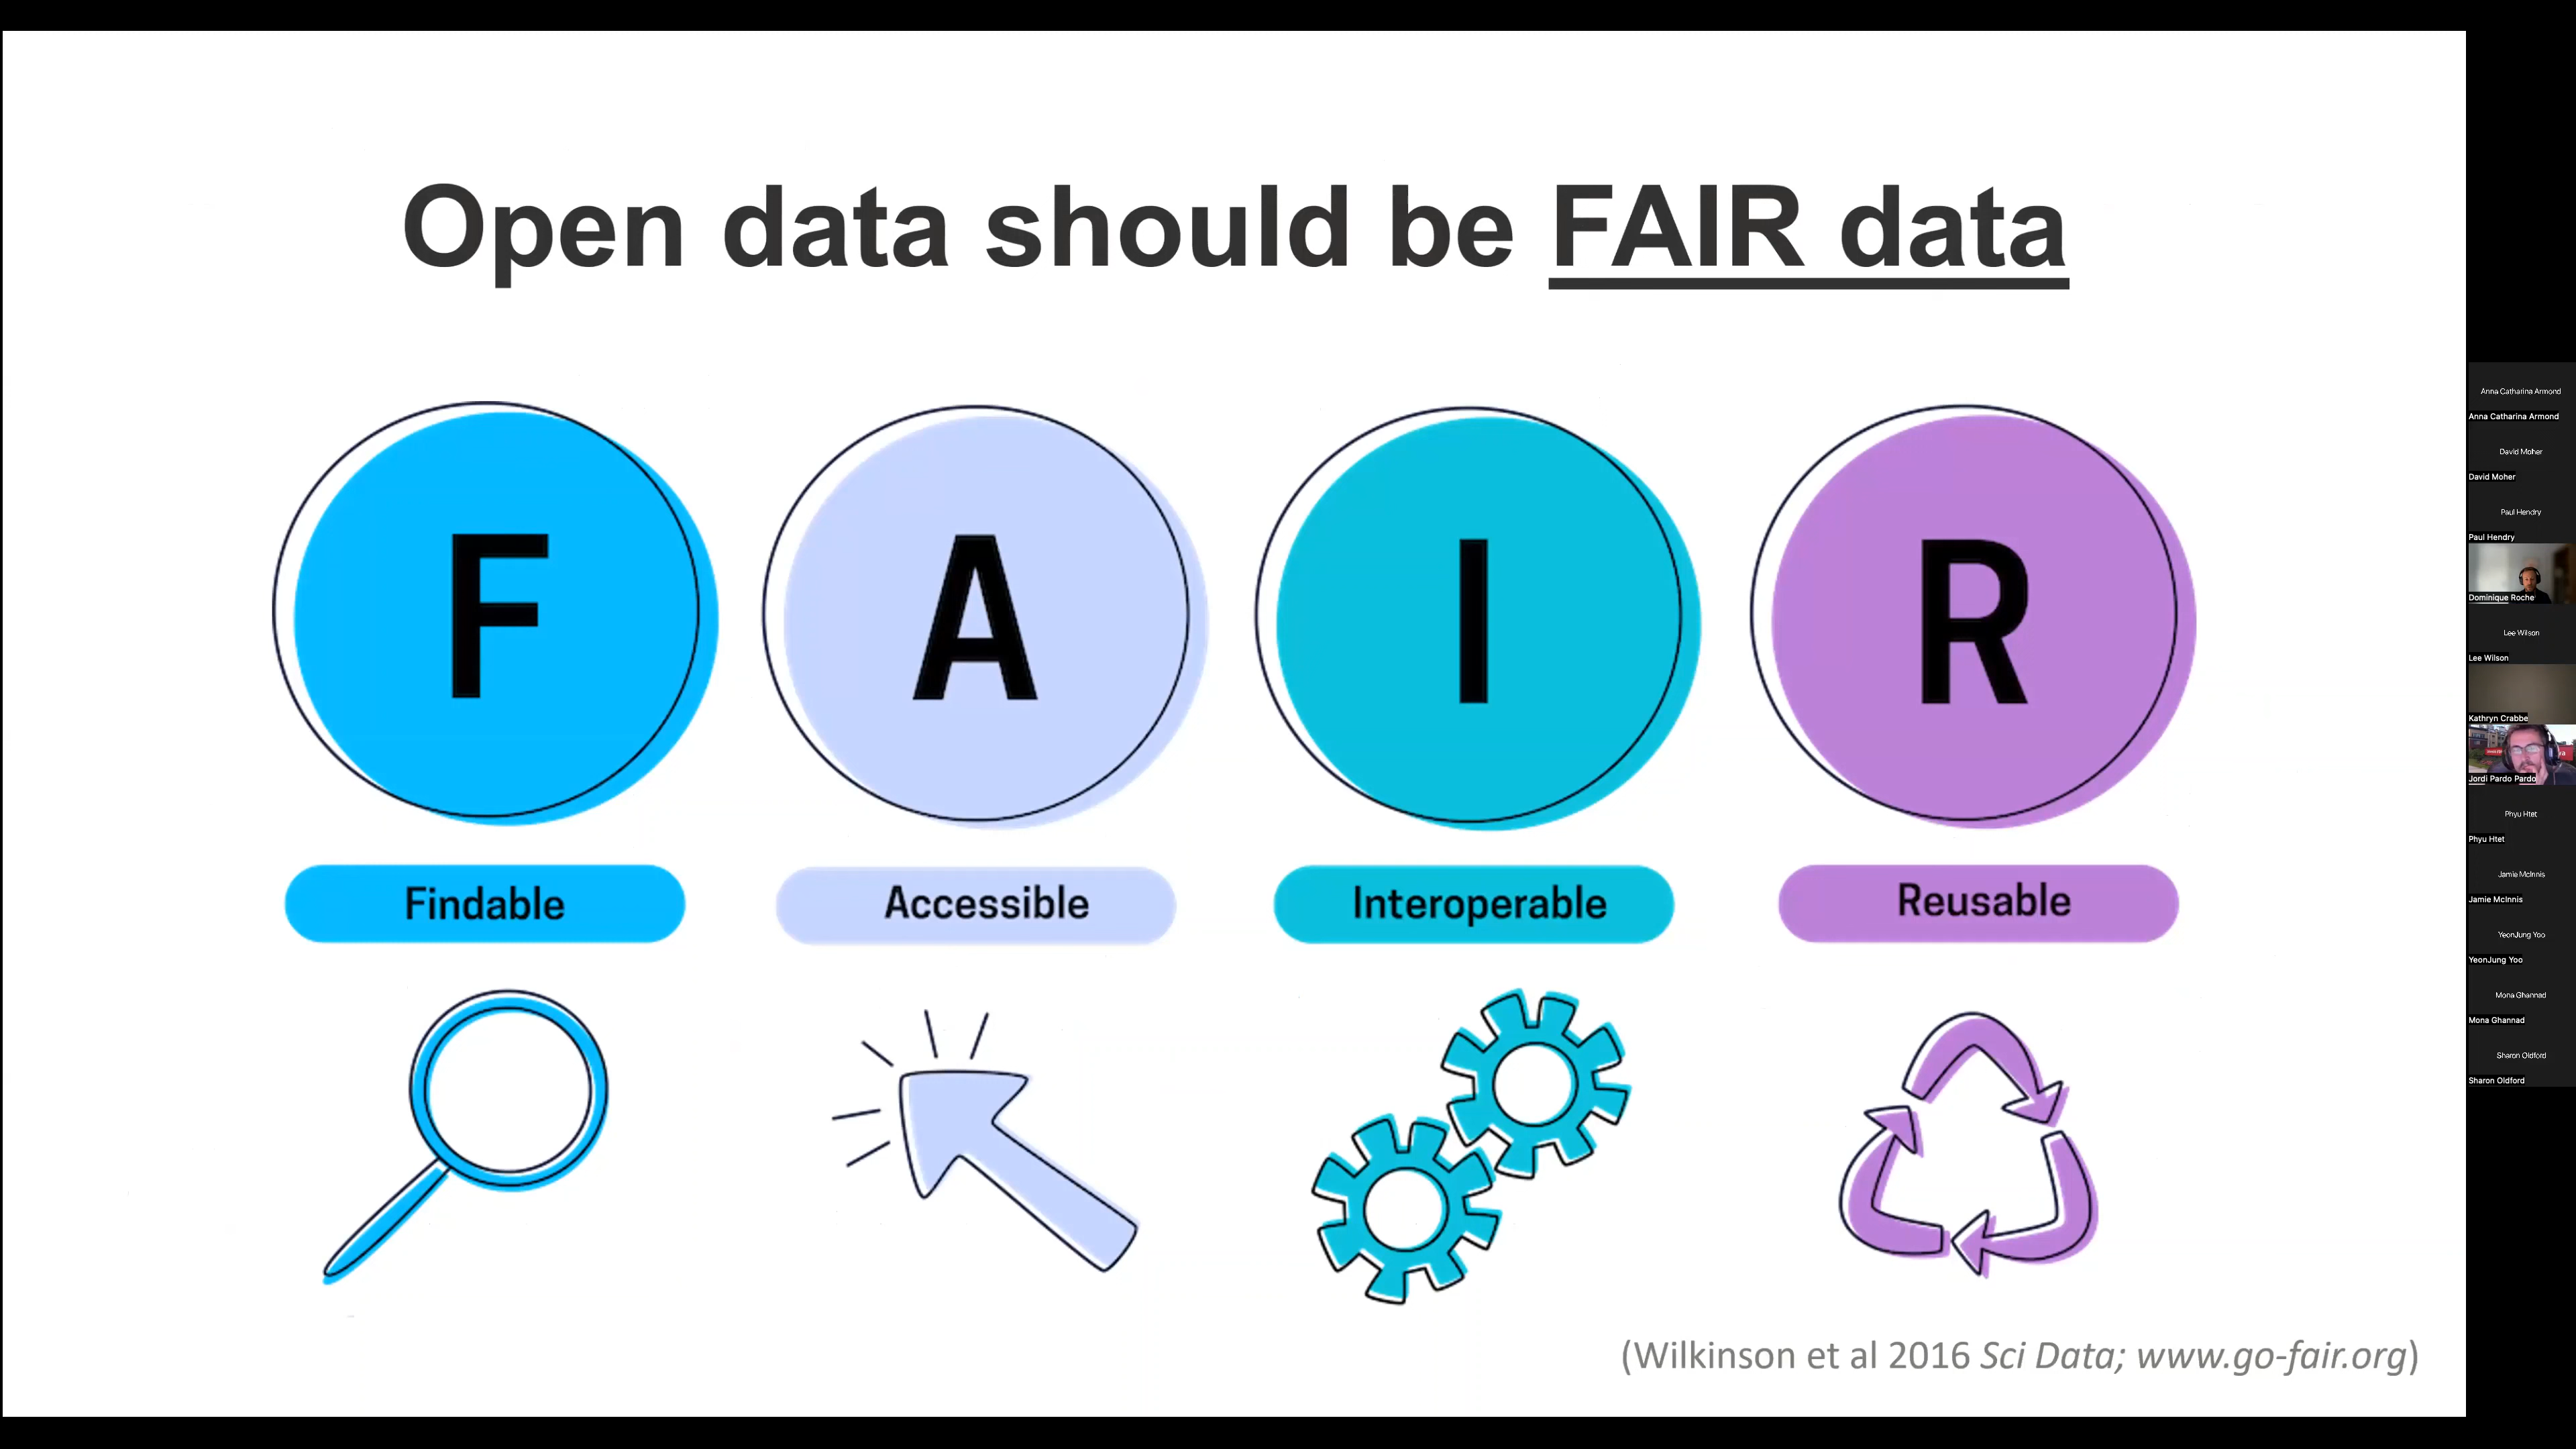 Open data should be FAIR data
F
A
I
R
Findable
Accessible
Interoperable
Reusable
(Wilkinson et al 2016 Sci Data; www.go-fair.org)
Anna Catharina Armond
Anna Catharina Armond
David Moher
David Moher
Paul Hendry
Paul Hendry
Dominique Roche
Lee Wilson
Lee Wilson
Kathryn Crabbe
Jordi Pardo Pardo
Phyu Htet
Phyu Htet
Jamie McInnis
Jamie McInnis
YeonJung Yoo
YeonJung Yoo
Mona Ghannad
Mona Ghannad
Sharon Oldford
Sharon Oldford